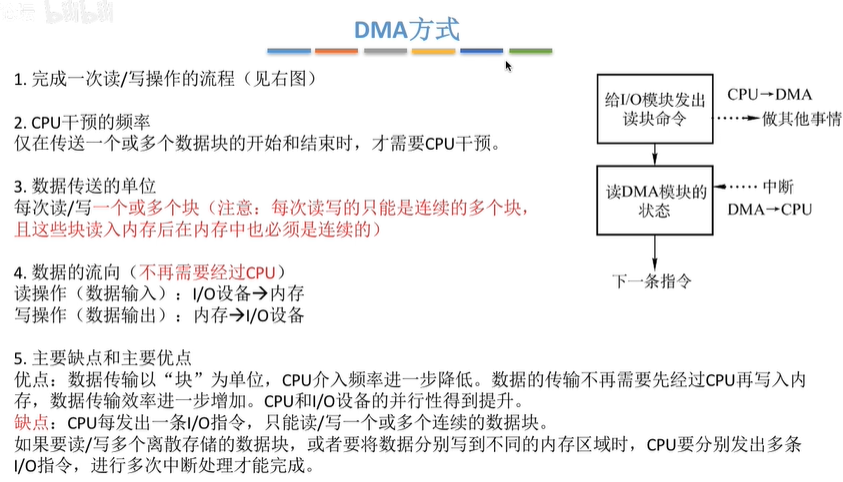 bilibili
DMA方式
1. 完成一次读/写操作的流程（见右图）
2. CPU干预的频率
仅在传送一个或多个数据块的开始和结束时，才需要CPU干预。
3. 数据传送的单位
每次读/写一个或多个块（注意：每次读写的只能是连续的多个块，
且这些块读入内存后在内存中也必须是连续的）
4. 数据的流向（不再需要经过CPU）
读操作（数据输入）：I/O设备→内存
写操作（数据输出）：内存→I/O设备
5. 主要缺点和主要优点
优点：数据传输以“块”为单位，CPU介入频率进一步降低。数据的传输不再需要先经过CPU再写入内
存，数据传输效率进一步增加。CPU和I/O设备的并行性得到提升。
缺点：CPU每发出一条I/O指令，只能读/写一个或多个连续的数据块。
如果要读/写多个离散存储的数据块，或者要将数据分别写到不同的内存区域时，CPU要分别发出多条
I/O指令，进行多次中断处理才能完成。
给I/O模块发出
读块命令
CPU→DMA
做其他事情
读DMA模块的
状态
中断
DMA→CPU
下一条指令